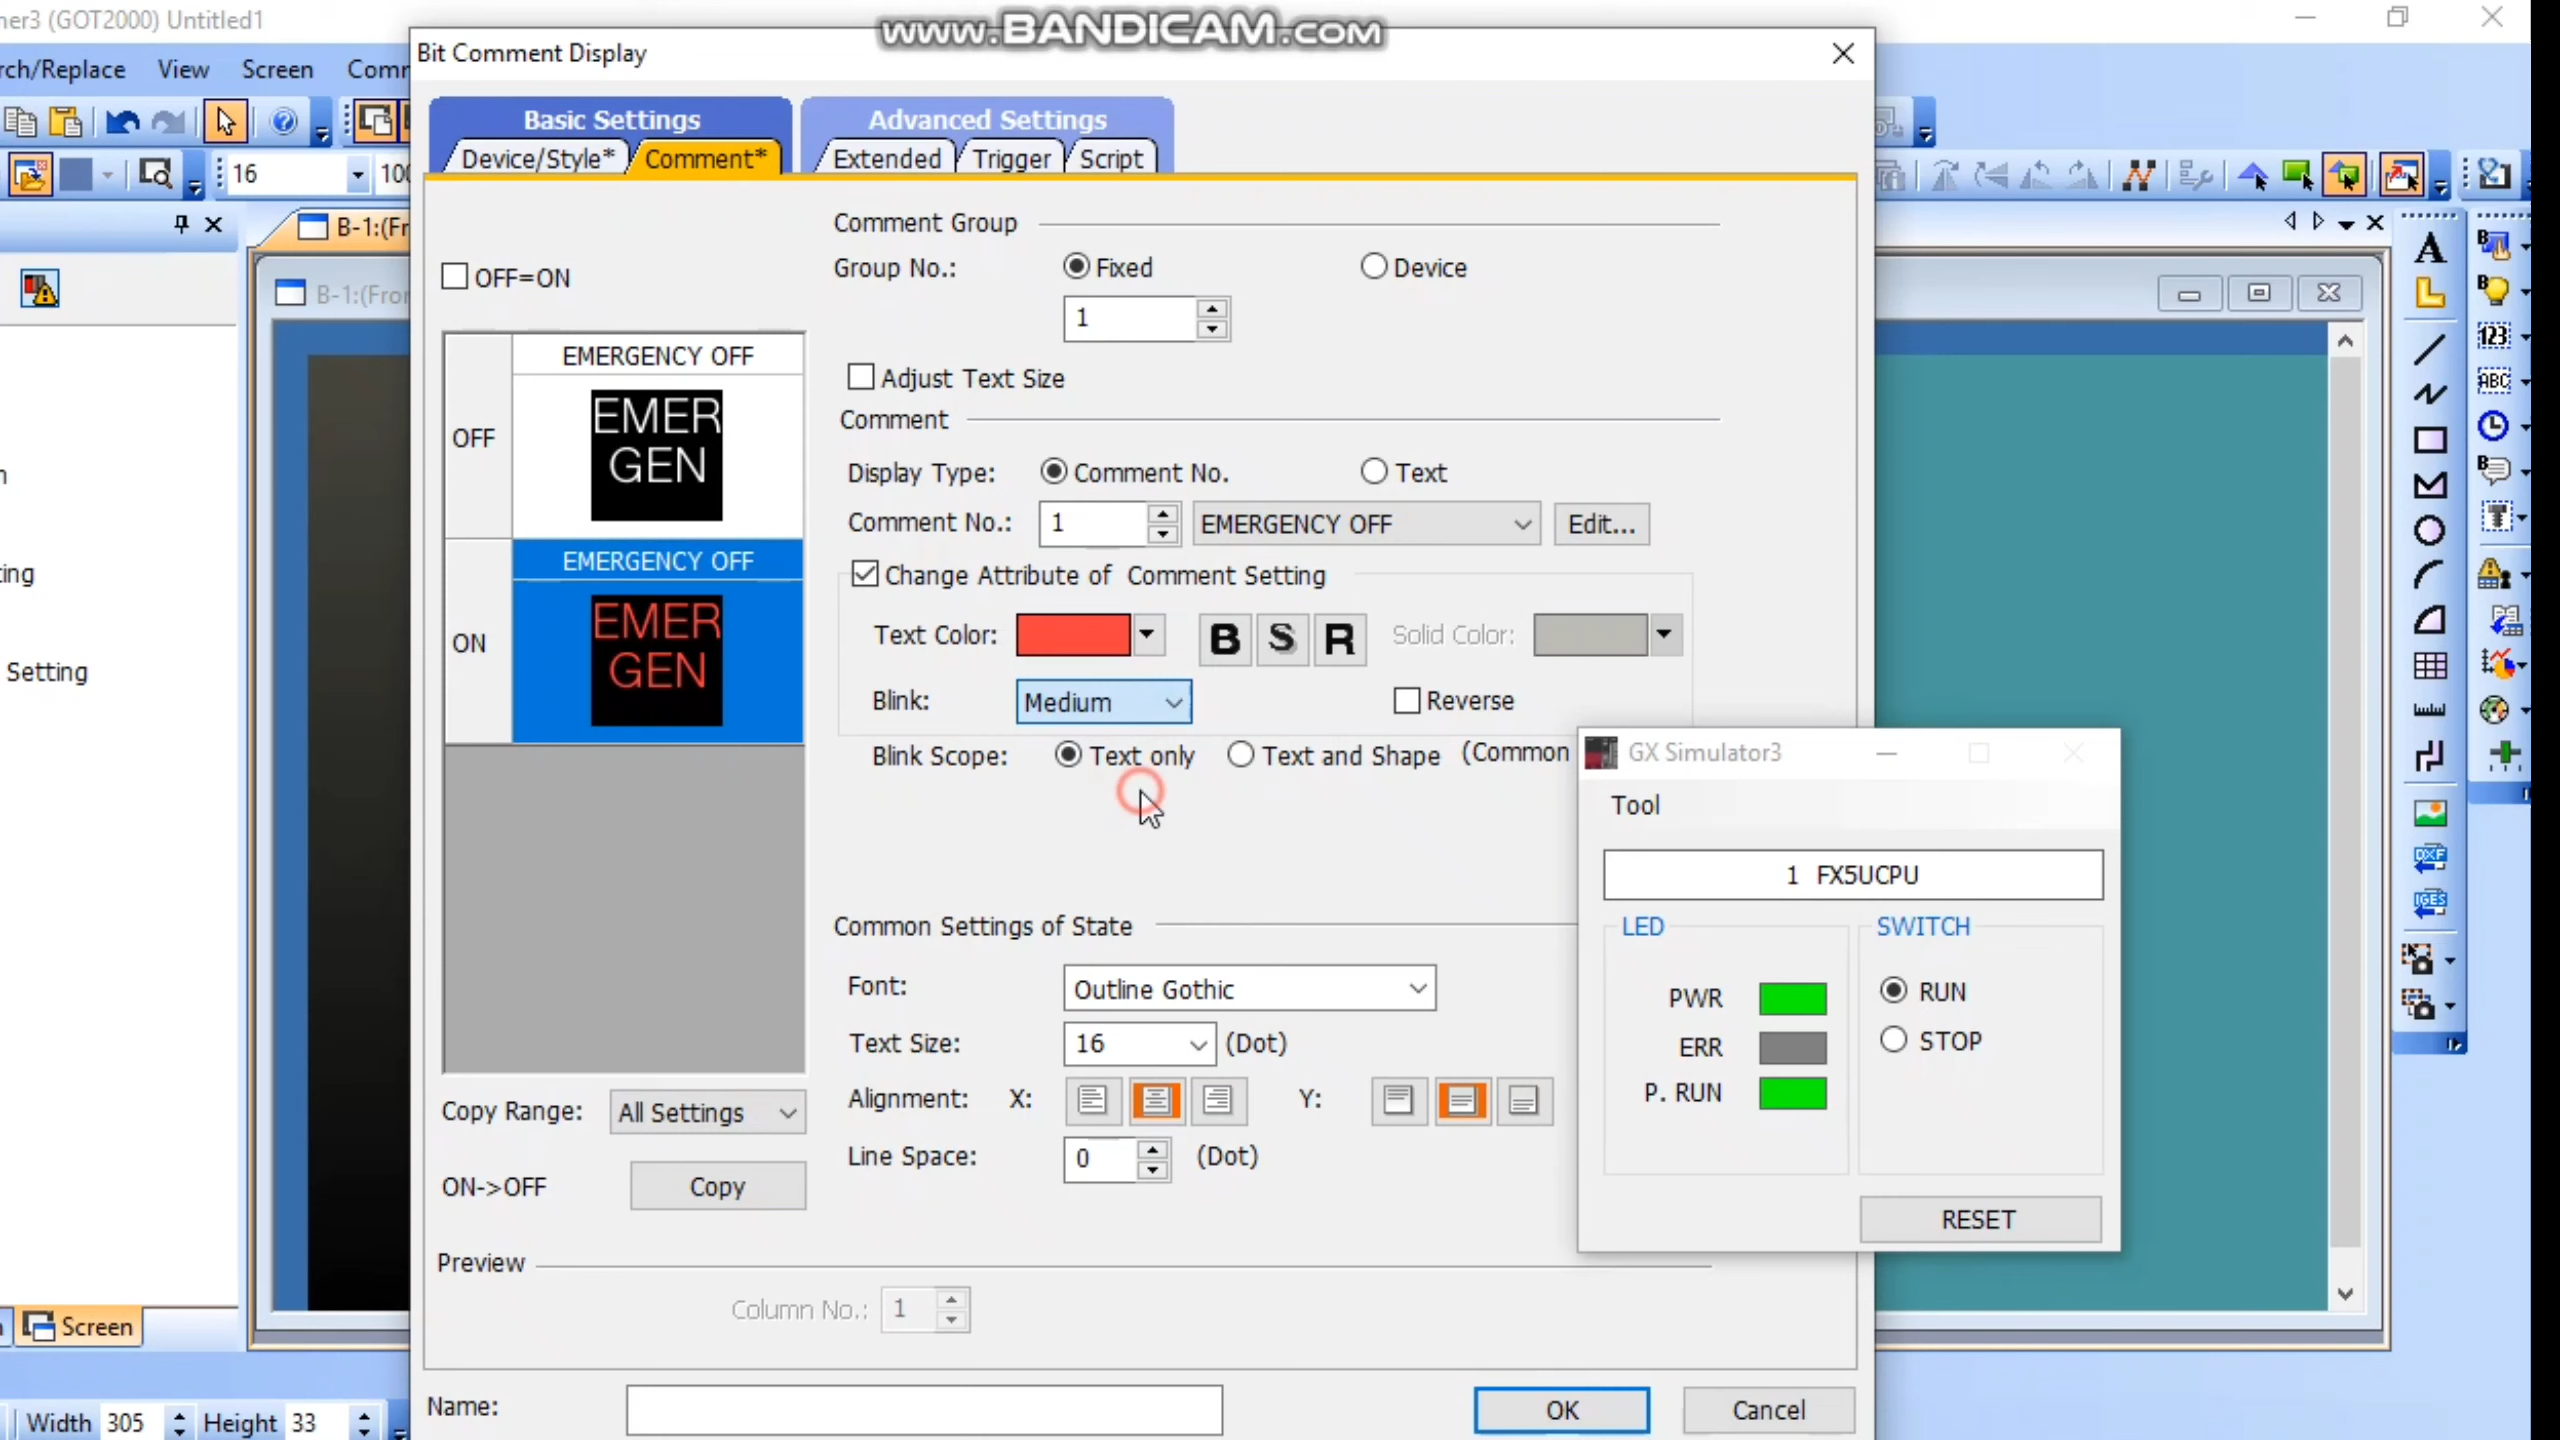 ner3 (GOT2000) Untitled1
www.BANDICAM.com
rch/Replace View Screen Comm
Bit Comment Display
Basic Settings
Advanced Settings
Device/Style*
Comment*
Extended
Trigger
Script
16
100
B-1:(Fr
B-1:(Fror
OFF=ON
Comment Group
Group No.:
Fixed
Device
1
Adjust Text Size
OFF
EMERGENCY OFF
EMER
GEN
ON
EMERGENCY OFF
EMER
GEN
Comment
Display Type:
Comment No.
Text
Comment No.:
1
EMERGENCY OFF
Edit...
Change Attribute of Comment Setting
Text Color:
B
S
R
Solid Color:
Blink:
Medium
Reverse
Blink Scope:
Text only
Text and Shape
(Common
n
ing
Setting
GX Simulator3
Tool
1 FX5UCPU
LED
SWITCH
PWR
ERR
P. RUN
RUN
STOP
RESET
Common Settings of State
Font:
Outline Gothic
Text Size:
16
(Dot)
Alignment:
X:
Y:
Line Space:
0
(Dot)
Copy Range:
All Settings
ON->OFF
Copy
Preview
Column No.:
1
Screen
Name:
OK
Cancel
Width 305
Height 33
A
B
B
123
ABC
B
T
DXF
IGES